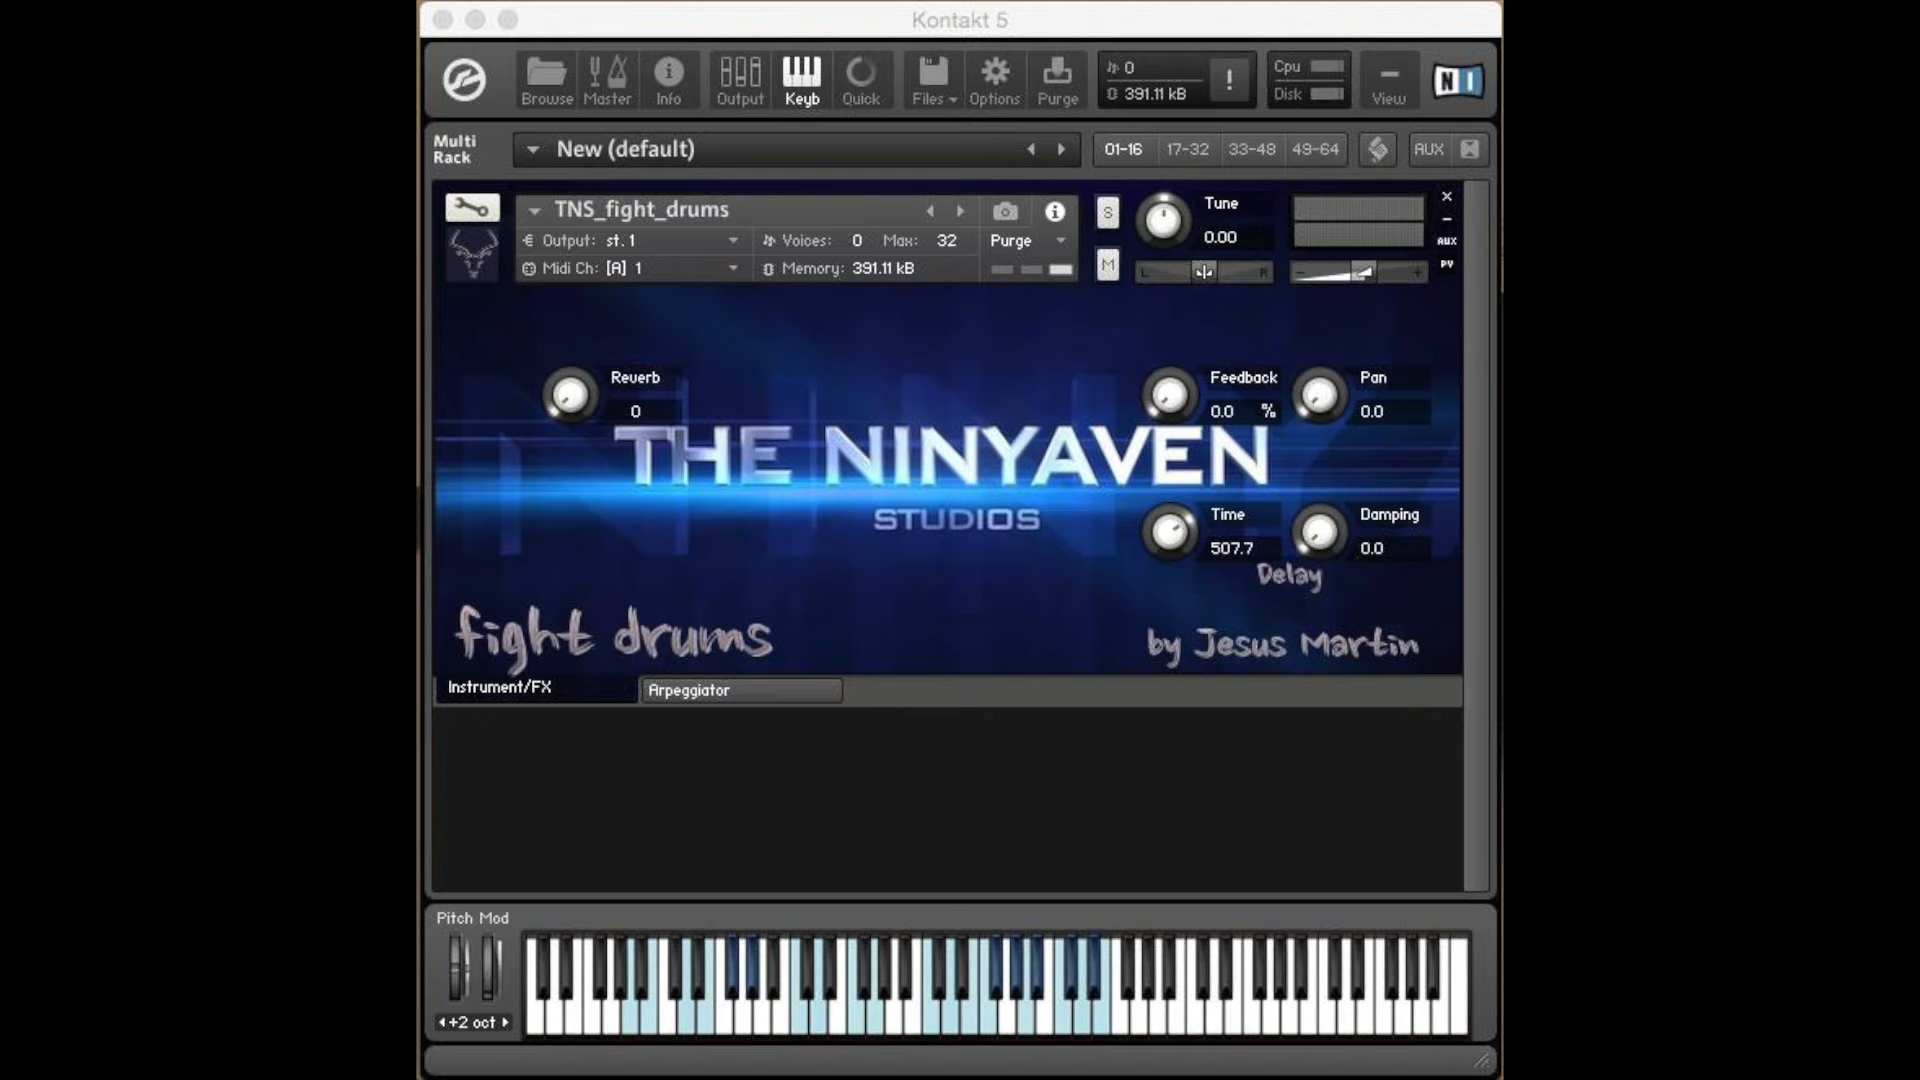 Kontakt 5
Browse Master Info Output Keyb Quick Files Options Purge
0
391.11 kB
!
Cpu
Disk
View
NI
Multi
Rack
New (default)
01-16 17-32 33-48 49-64
AUX
TNS_fight_drums
Output: st. 1
Voices: 0 Max: 32
Purge
Midi Ch: [A] 1
Memory: 391.11 kB
S
M
Tune
0.00
L R
- +
x
-
AUX
PV
Reverb
0
Feedback
0.0 %
Pan
0.0
THE NINYAVEN
STUDIOS
Time
507.7
Damping
0.0
Delay
fight drums
by Jesus Martin
Instrument/FX
Arpeggiator
Pitch Mod
+2 oct